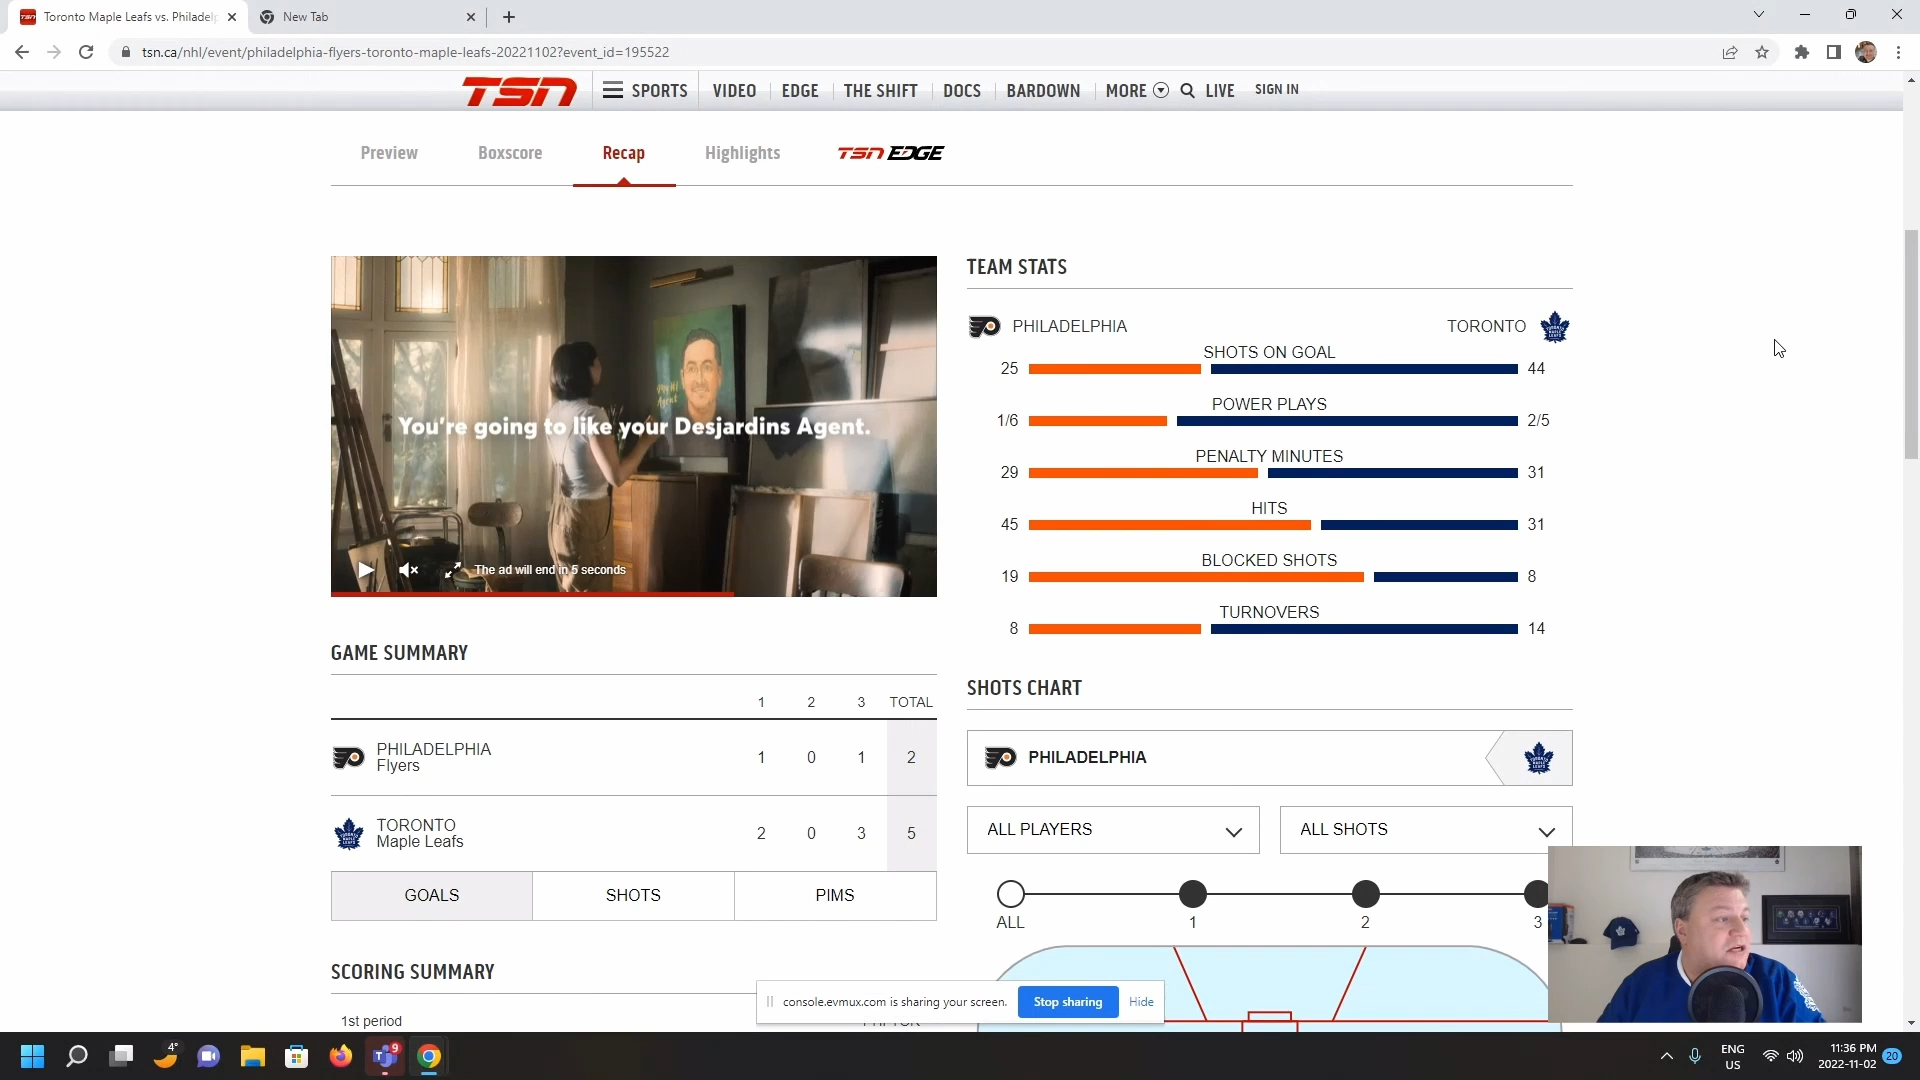 Toronto Maple Leafs vs. Philadelp
New Tab
tsn.ca/nhl/event/philadelphia-flyers-toronto-maple-leafs-20221102?event_id=195522
TSN
SPORTS
VIDEO
EDGE
THE SHIFT
DOCS
BARDOWN
MORE
LIVE
SIGN IN
Preview
Boxscore
Recap
Highlights
TSN EDGE
You're going to like your Desjardins Agent.
The ad will end in 5 seconds
TEAM STATS
PHILADELPHIA
TORONTO
SHOTS ON GOAL
25
44
POWER PLAYS
1/6
2/5
PENALTY MINUTES
29
31
HITS
45
31
BLOCKED SHOTS
19
8
TURNOVERS
8
14
GAME SUMMARY
1 2 3 TOTAL
PHILADELPHIA
Flyers
1 0 1 2
TORONTO
Maple Leafs
2 0 3 5
GOALS
SHOTS
PIMS
SCORING SUMMARY
1st period
SHOTS CHART
PHILADELPHIA
ALL PLAYERS
ALL SHOTS
ALL
1
2
3
console.evmux.com is sharing your screen.
Stop sharing
Hide
4°
9
ENG
US
11:36 PM
2022-11-02
20